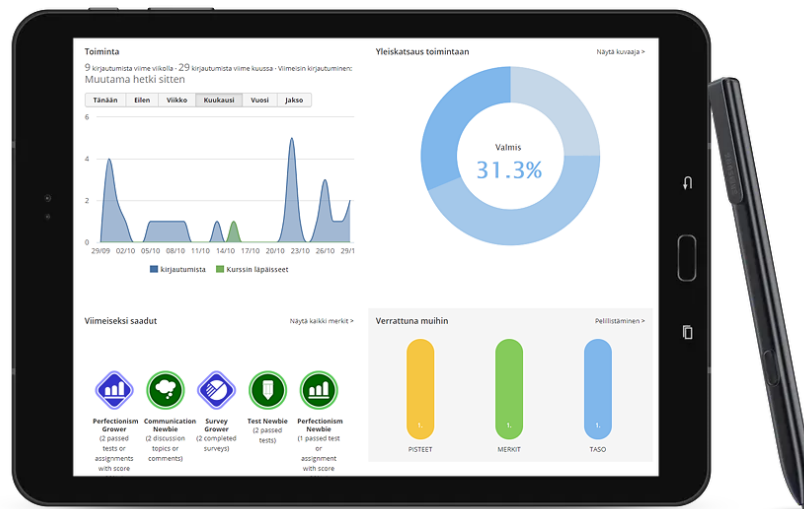 Toiminta
9 kirjautumista viime viikolla - 29 kirjautumista viime kuussa - Viimeisin kirjautuminen:
Muutama hetki sitten
Tänään Eilen Viikko Kuukausi Vuosi Jakso
6
4
2
0
29/09 02/10 05/10 08/10 11/10 14/10 17/10 20/10 23/10 26/10 29/1
kirjautumista Kurssin läpäisseet
Yleiskatsaus toimintaan Näytä kuvaaja >
Valmis
31.3%
Viimeiseksi saadut Näytä kaikki merkit >
Perfectionism
Grower
(2 passed
tests or
assignments
with score
Communication
Newbie
(2 discussion
topics or
comments)
Survey
Grower
(2 completed
surveys)
Test Newbie
(2 passed
tests)
Perfectionism
Newbie
(1 passed test
or
assignment
with score
Verrattuna muihin Pelillistäminen >
1. 1. 1.
PISTEET MERKIT TASO